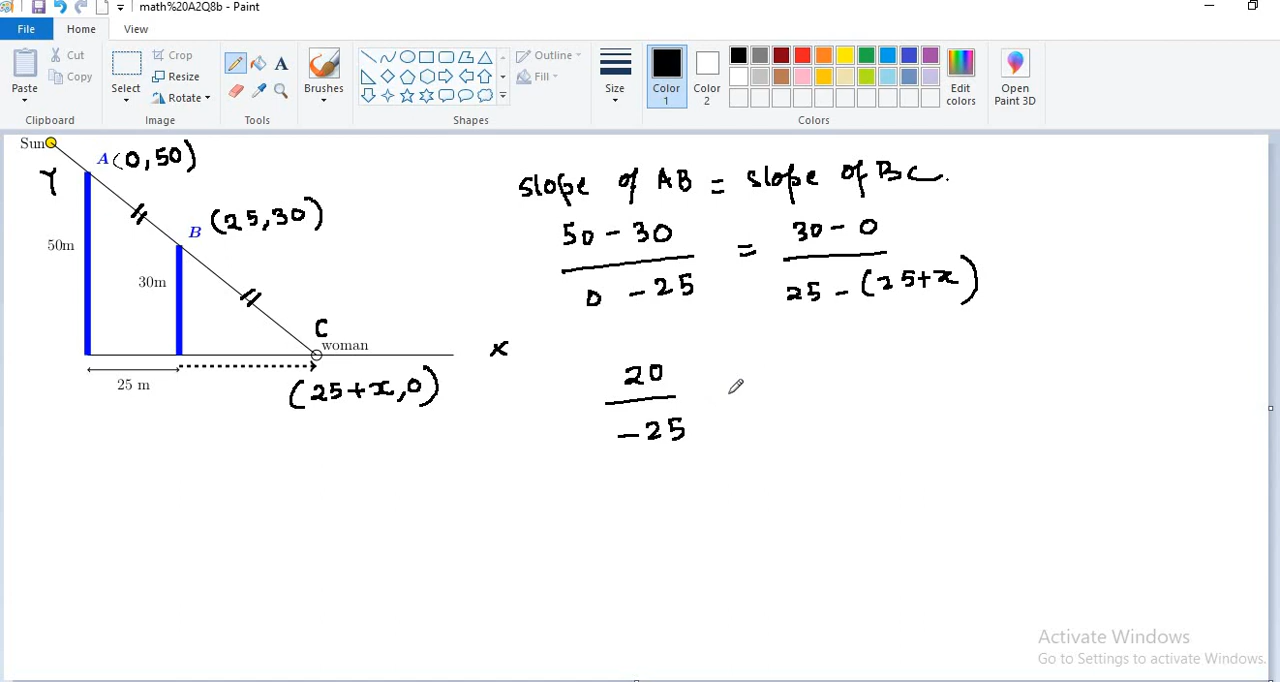 math%20A2Q8b - Paint
File
Home
View
Paste
Cut
Copy
Clipboard
Select
Crop
Resize
Rotate
Image
A
Tools
Brushes
Outline
Fill
Shapes
Size
Color 1
Color 2
Edit colors
Colors
Open Paint 3D
Sun
A (0,50)
Y
B (25,30)
50m
30m
C
woman
25 m
(25+x,0)
x
slope of AB = slope of BC.
50 - 30 = 30 - 0
0 - 25 25 - (25+x)
20
-25
Activate Windows
Go to Settings to activate Windows.